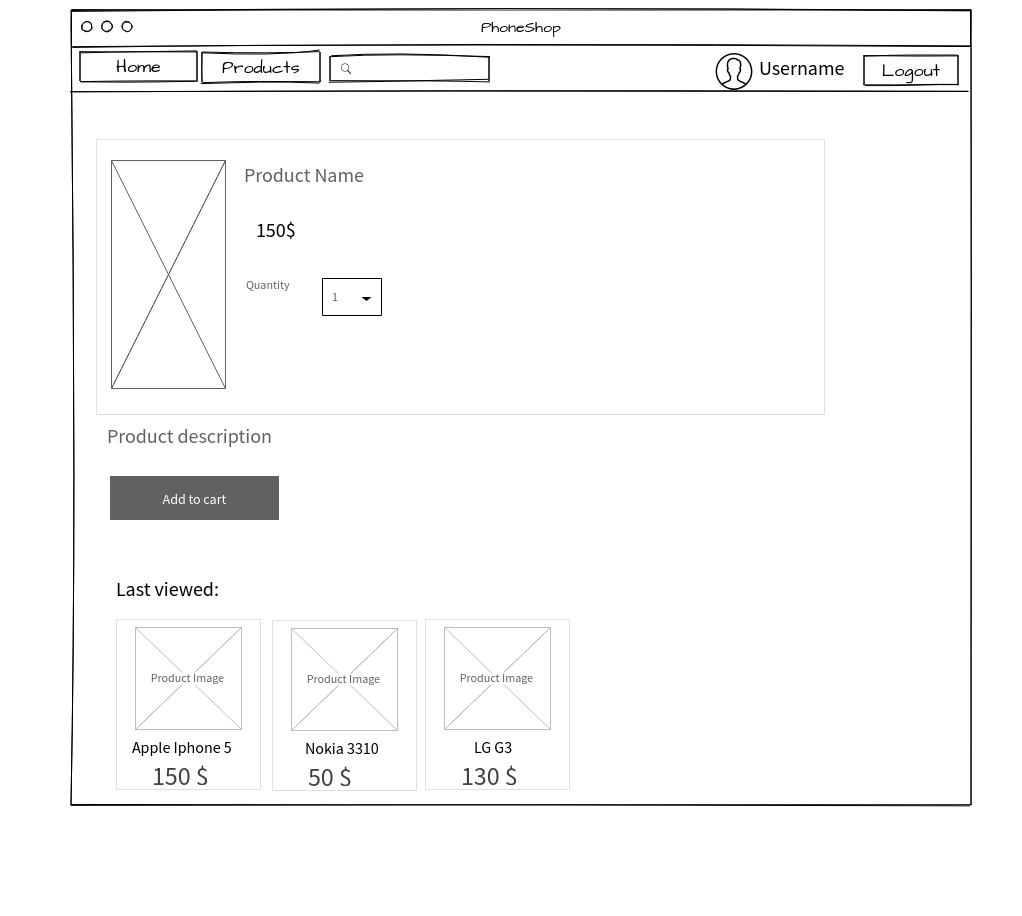 PhoneShop
Home
Products
Username
Logout
Product Name
150$
Quantity
1
Product description
Add to cart
Last viewed:
Product Image
Product Image
Product Image
Apple Iphone 5
Nokia 3310
LG G3
150 $
50 $
130 $